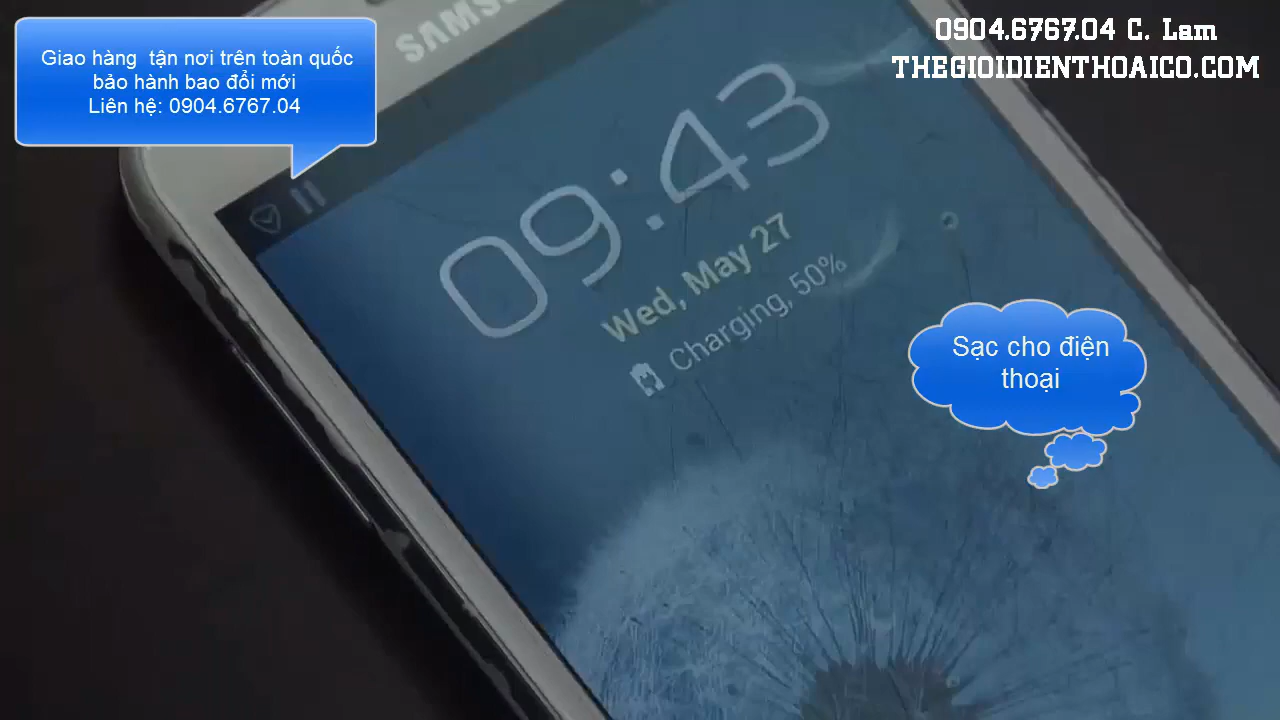 Giao hàng tận nơi trên toàn quốc
bảo hành bao đổi mới
Liên hệ: 0904.6767.04
0904.6767.04 C. Lam
THEGIOIDIENTHOAICO.COM
SAMS
09:43
Wed, May 27
Charging, 50%
Sạc cho điện
thoại